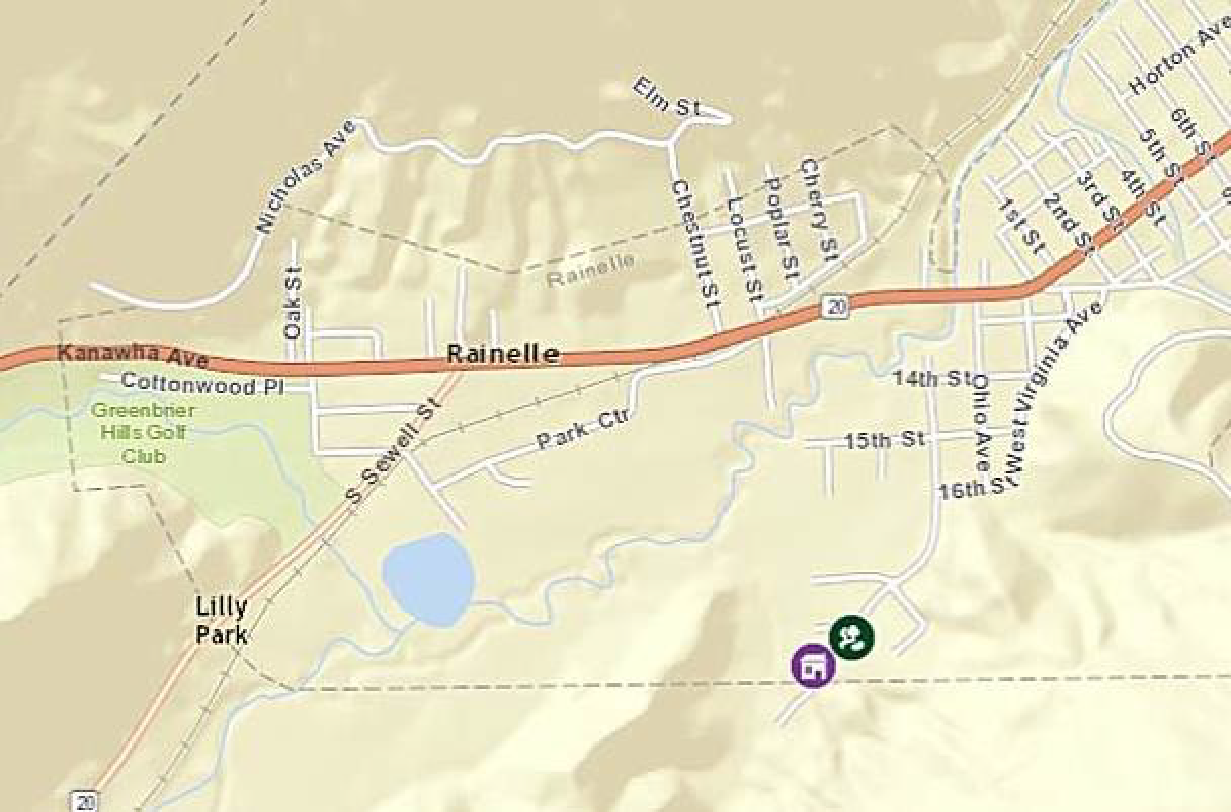 Horton Ave
Elm St
6th St
5th St
4th St
3rd St
2nd St
1st St
Nicholas Ave
Cherry St
Poplar St
Locust St
Chestnut St
Rainelle
Oak St
20
Kanawha Ave
Rainelle
Cottonwood Pl
Greenbrier
Hills Golf
Club
S Sewell St
Park Ctr
14th St
Ohio Ave
West Virginia Ave
15th St
16th St
Lilly
Park
20